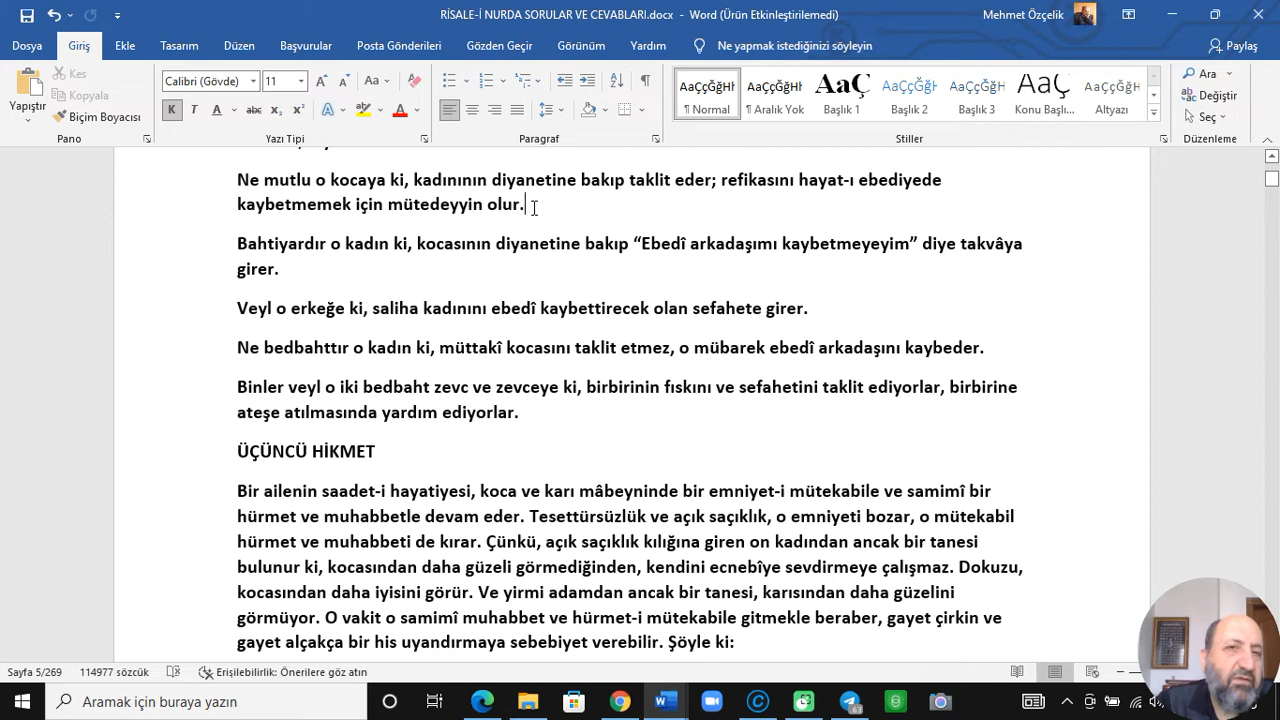 RİSALE-İ NURDA SORULAR VE CEVABLARI.docx - Word (Ürün Etkinleştirilemedi)
Mehmet Özçelik
Dosya Giriş Ekle Tasarım Düzen Başvurular Posta Gönderileri Gözden Geçir Görünüm Yardım Ne yapmak istediğinizi söyleyin Paylaş
Yapıştır
Kes
Kopyala
Biçim Boyacısı
Calibri (Gövde) 11
AaÇçĞğHł AaÇçĞğHł AaÇ AaÇçĞğł AaÇçĞğH AaÇçĞğ AaÇçĞğH
¶ Normal ¶ Aralık Yok Başlık 1 Başlık 2 Başlık 3 Konu Başlı... Altyazı
Ara
Değiştir
Seç
Pano Yazı Tipi Paragraf Stiller Düzenleme
Ne mutlu o kocaya ki, kadınının diyanetine bakıp taklit eder; refikasını hayat-ı ebediyede
kaybetmemek için mütedeyyin olur.
Bahtiyardır o kadın ki, kocasının diyanetine bakıp “Ebedî arkadaşımı kaybetmeyeyim” diye takvâya
girer.
Veyl o erkeğe ki, saliha kadınını ebedî kaybettirecek olan sefahete girer.
Ne bedbahttır o kadın ki, müttakî kocasını taklit etmez, o mübarek ebedî arkadaşını kaybeder.
Binler veyl o iki bedbaht zevc ve zevceye ki, birbirinin fıskını ve sefahetini taklit ediyorlar, birbirine
ateşe atılmasında yardım ediyorlar.
ÜÇÜNCÜ HİKMET
Bir ailenin saadet-i hayatiyesi, koca ve karı mâbeyninde bir emniyet-i mütekabile ve samimî bir
hürmet ve muhabbetle devam eder. Tesettürsüzlük ve açık saçıklık, o emniyeti bozar, o mütekabil
hürmet ve muhabbeti de kırar. Çünkü, açık saçıklık kılığına giren on kadından ancak bir tanesi
bulunur ki, kocasından daha güzeli görmediğinden, kendini ecnebîye sevdirmeye çalışmaz. Dokuzu,
kocasından daha iyisini görür. Ve yirmi adamdan ancak bir tanesi, karısından daha güzelini
görmüyor. O vakit o samimî muhabbet ve hürmet-i mütekabile gitmekle beraber, gayet çirkin ve
gayet alçakça bir his uyandırmaya sebebiyet verebilir. Şöyle ki:
Sayfa 5/269 114977 sözcük Erişilebilirlik: Önerilere göz atın
Aramak için buraya yazın
63